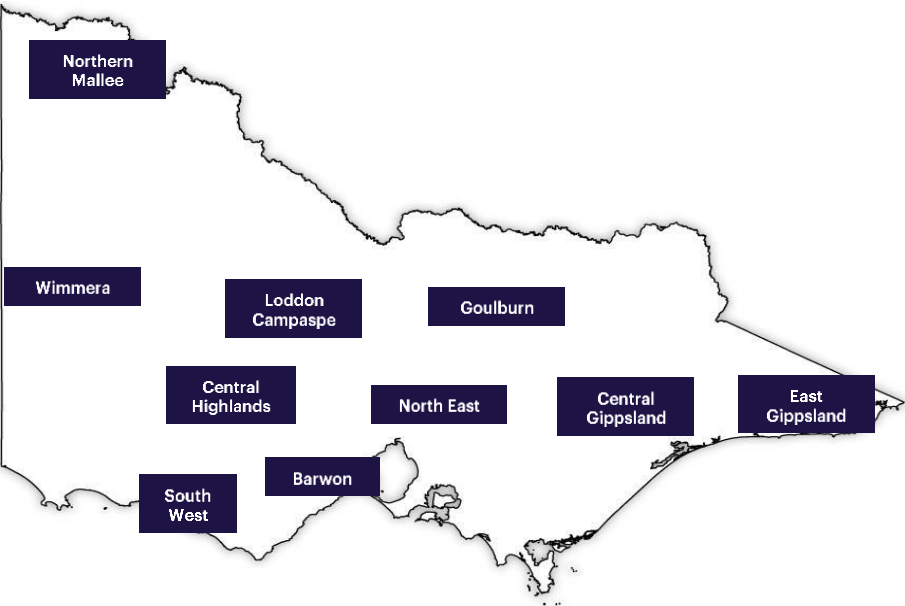 Northern
Mallee
Wimmera
Loddon
Campaspe
Goulburn
Central
Highlands
North East
Central
Gippsland
East
Gippsland
South
West
Barwon